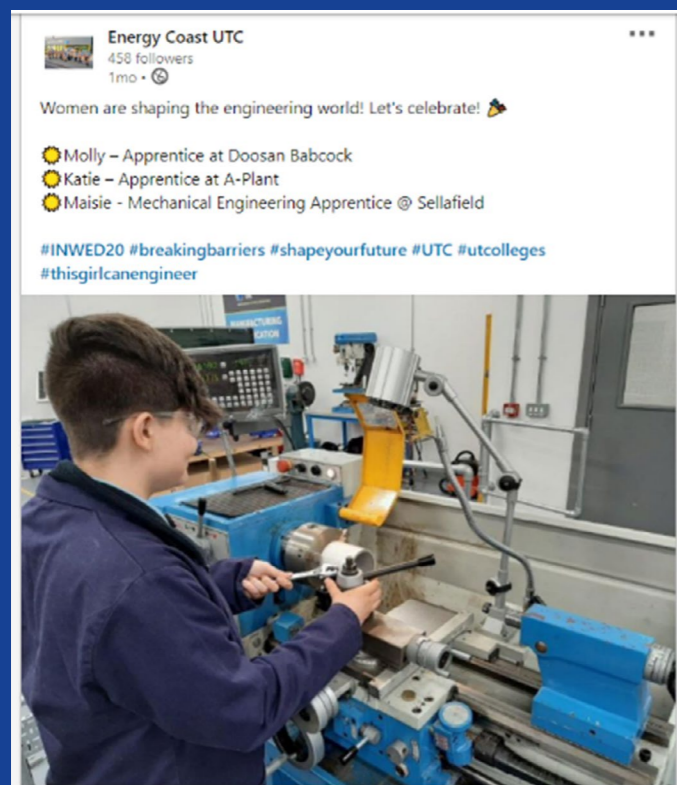 Energy Coast UTC
458 followers
1mo •
Women are shaping the engineering world! Let's celebrate!
Molly – Apprentice at Doosan Babcock
Katie – Apprentice at A-Plant
Maisie - Mechanical Engineering Apprentice @ Sellafield
#INWED20 #breakingbarriers #shapeyourfuture #UTC #utcolleges
#thisgirlcanengineer
MANUFACTURING